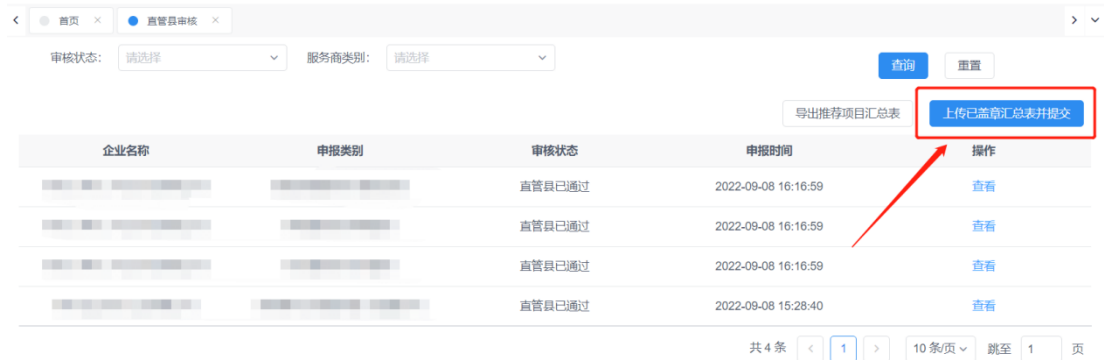 首页 × 直管县审核 ×
审核状态: 请选择 服务商类别: 请选择 查询 重置
导出推荐项目汇总表 上传已盖章汇总表并提交
企业名称 申报类别 审核状态 申报时间 操作
直管县已通过 2022-09-08 16:16:59 查看
直管县已通过 2022-09-08 16:16:59 查看
直管县已通过 2022-09-08 16:16:59 查看
直管县已通过 2022-09-08 15:28:40 查看
共 4 条 < 1 > 10 条/页 跳至 1 页